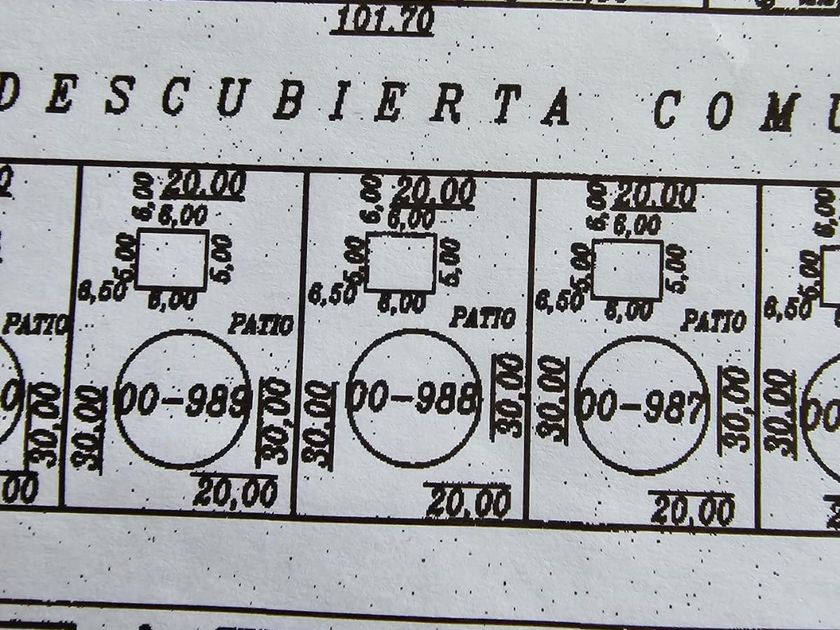 101.70
DESCUBIERTA COMU
20.00 20.00 20.00
6,00 6,00 6,00
6,00 6,00 6,00
5,00 5,00 5,00 5,00 5,00 5,00
6,50 6,00 6,50 6,00 6,50 6,00 6,50
PATIO PATIO PATIO PATIO
00-989 00-988 00-987
30,00 30.00 30,00 30.00 30,00 30.00 30,00 30.00
20,00 20,00 20,00